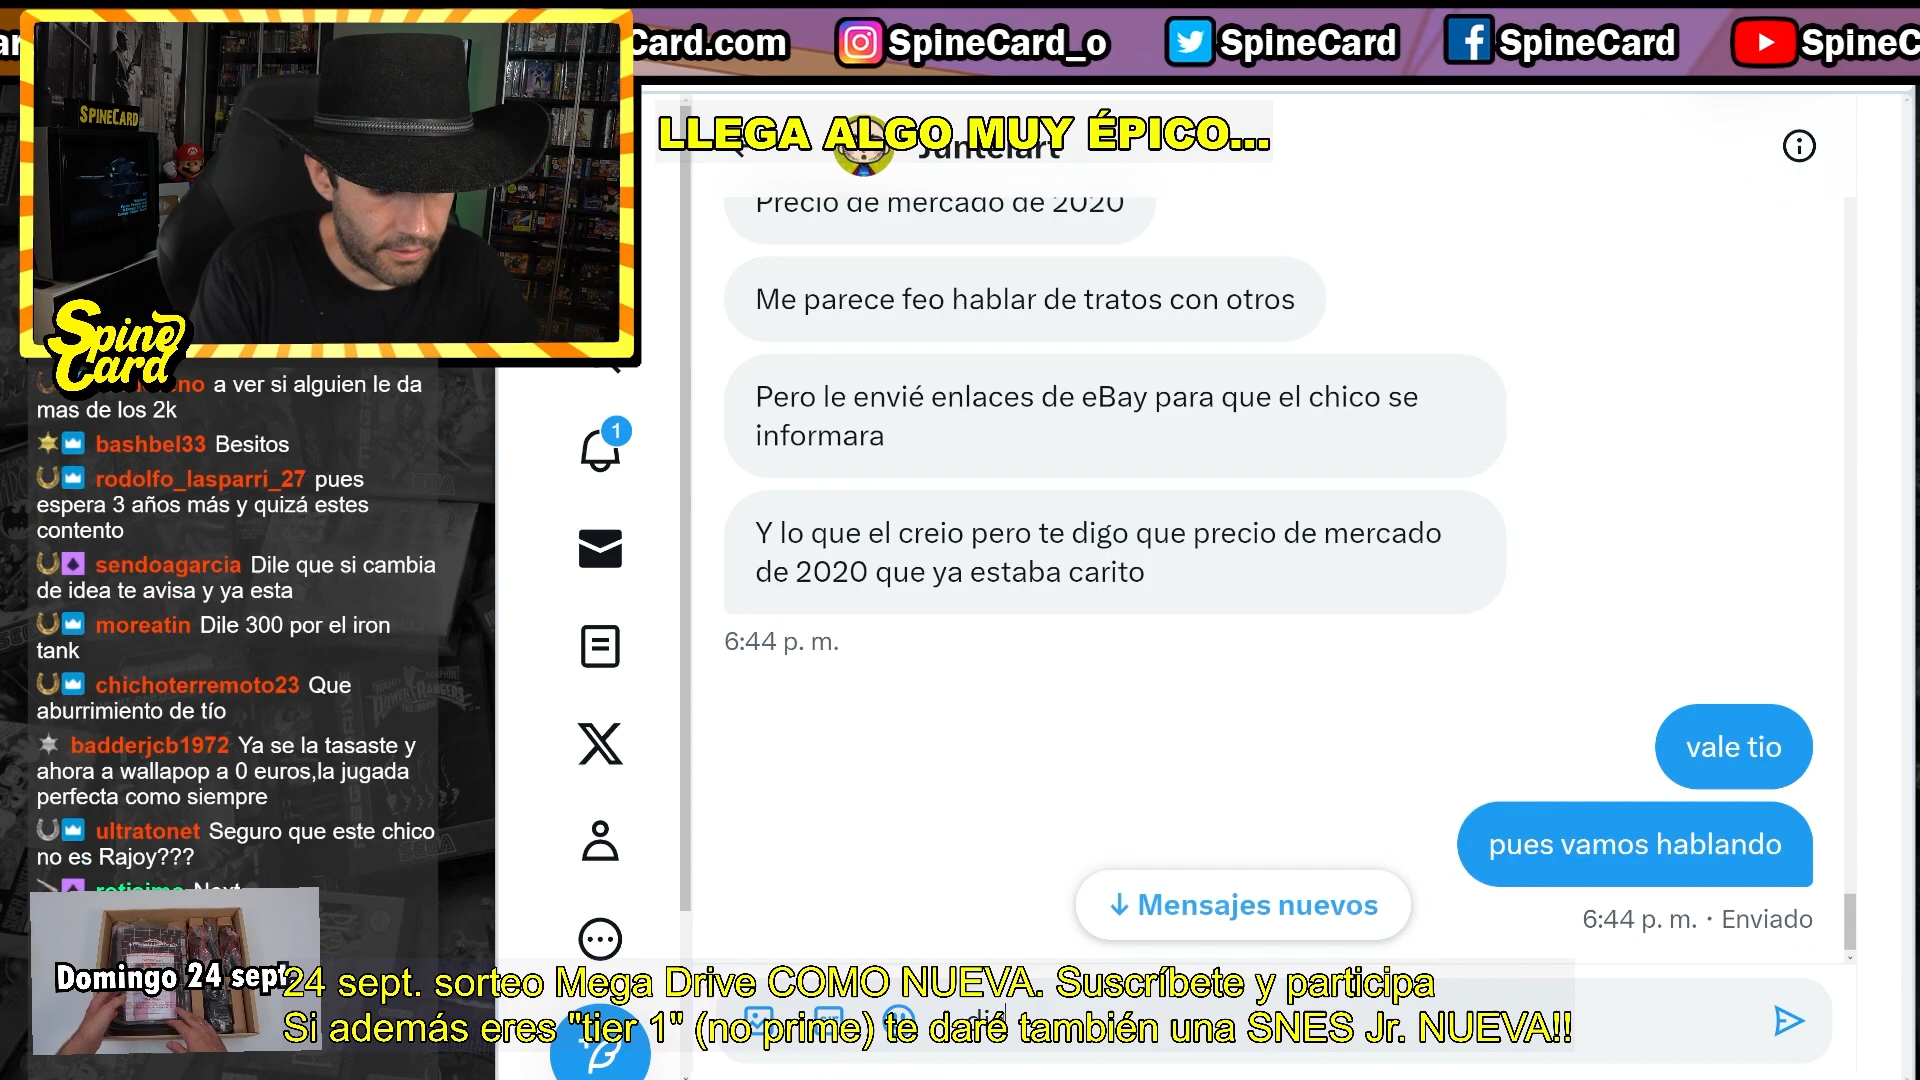 Card.com
SpineCard_o
SpineCard
SpineCard
SpineC
SPINECARD
LLEGA ALGO MUY ÉPICO...
Precio de mercado de 2020
Me parece feo hablar de tratos con otros
Pero le envié enlaces de eBay para que el chico se
informara
Y lo que el creio pero te digo que precio de mercado
de 2020 que ya estaba carito
6:44 p. m.
vale tio
pues vamos hablando
Mensajes nuevos
6:44 p. m. · Enviado
1
Spine
Card
no a ver si alguien le da
mas de los 2k
bashbel33 Besitos
rodolfo_lasparri_27 pues
espera 3 años más y quizá estes
contento
sendoagarcia Dile que si cambia
de idea te avisa y ya esta
moreatin Dile 300 por el iron
tank
chichoterremoto23 Que
aburrimiento de tío
badderjcb1972 Ya se la tasaste y
ahora a wallapop a 0 euros,la jugada
perfecta como siempre
ultratonet Seguro que este chico
no es Rajoy???
Next
Domingo 24 sept
24 sept. sorteo Mega Drive COMO NUEVA. Suscríbete y participa
Si además eres "tier 1" (no prime) te daré también una SNES Jr. NUEVA!!